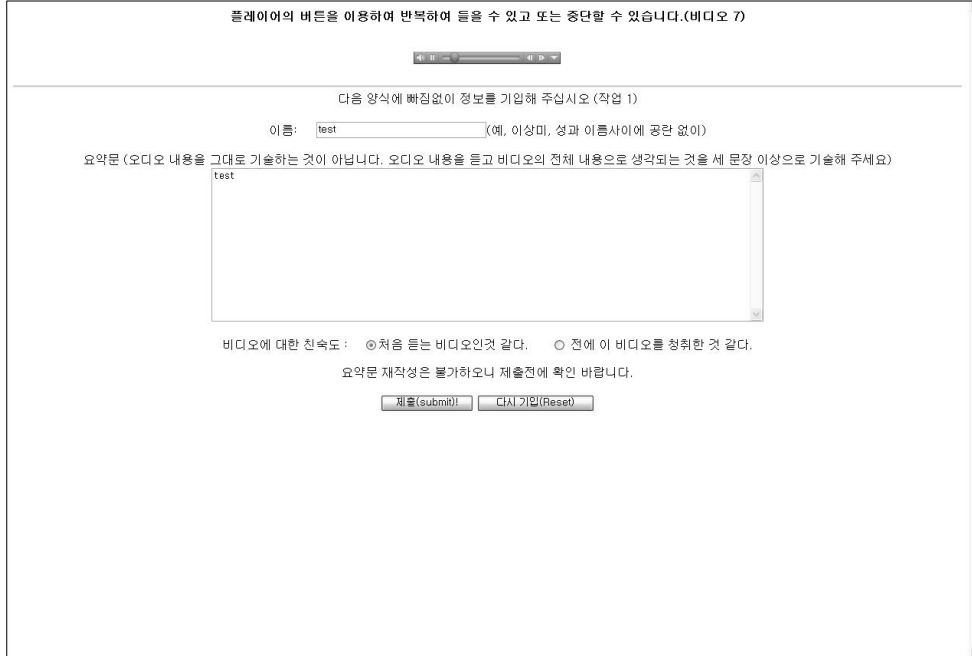 플레이어의 버튼을 이용하여 반복하여 들을 수 있고 또는 중단할 수 있습니다.(비디오 7)
다음 양식에 빠짐없이 정보를 기입해 주십시오 (작업 1)
이름: test (예, 이상미, 성과 이름사이에 공란 없이)
요약문 (오디오 내용을 그대로 기술하는 것이 아닙니다. 오디오 내용을 듣고 비디오의 전체 내용으로 생각되는 것을 세 문장 이상으로 기술해 주세요)
test
비디오에 대한 친숙도 : 처음 듣는 비디오인것 같다. 전에 이 비디오를 청취한 것 같다.
요약문 재작성은 불가하오니 제출전에 확인 바랍니다.
제출(submit)! 다시 기입(Reset)